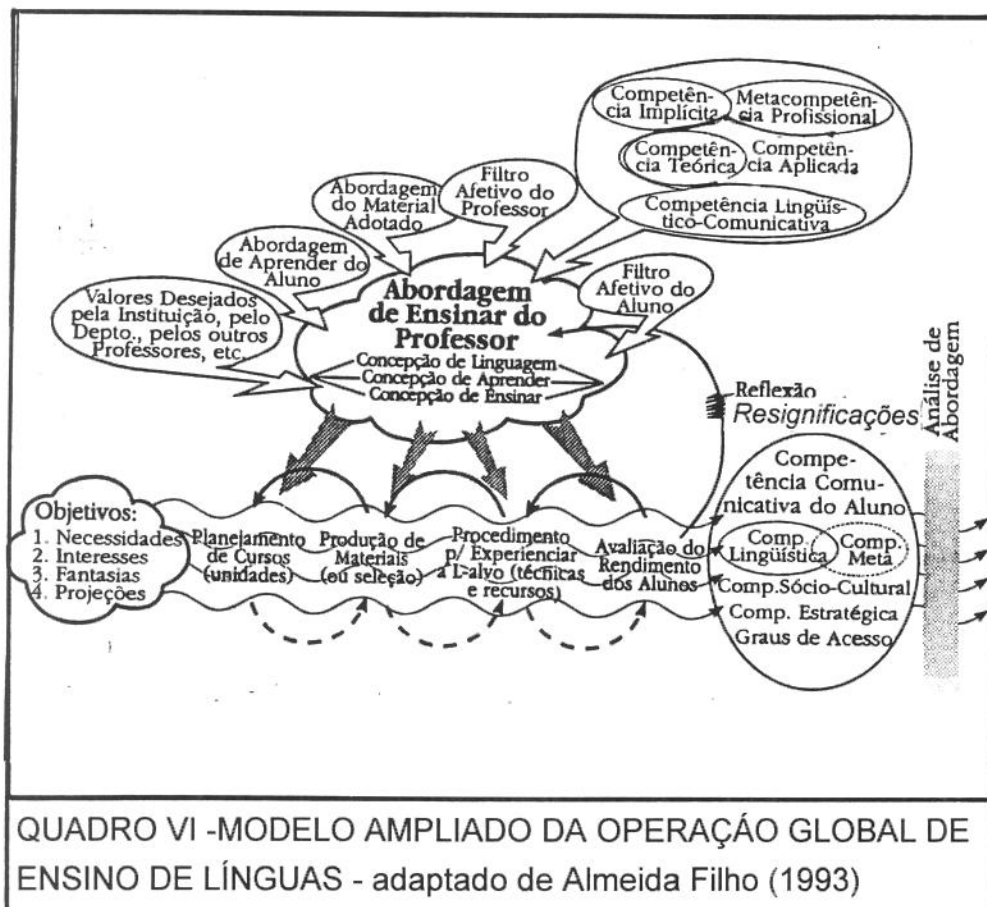 Competên-
cia Implícita
Metacompetên-
cia Profissional
Competên-
cia Teórica
Competên-
cia Aplicada
Competência Lingüís-
tico-Comunicativa
Filtro
Afetivo do
Professor
Abordagem
do Material
Adotado
Abordagem
de Aprender do
Aluno
Valores Desejados
pela Instituição, pelo
Depto., pelos outros
Professores, etc.
Filtro
Afetivo do
Aluno
Abordagem
de Ensinar do
Professor
Concepção de Linguagem
Concepção de Aprender
Concepção de Ensinar
Reflexão
Resignificações
Análise de
Abordagem
Objetivos:
1. Necessidades
2. Interesses
3. Fantasias
4. Projeções
Planejamento
de Cursos
(unidades)
Produção de
Materiais
(ou seleção)
Procedimento
p/ Experienciar
a L-alvo (técnicas
e recursos)
Avaliação do
Rendimento
dos Alunos
Compe-
tência Comu-
nicativa do Aluno
Comp.
Lingüística
Comp.
Meta
Comp.Sócio-Cultural
Comp. Estratégica
Graus de Acesso
QUADRO VI -MODELO AMPLIADO DA OPERAÇÁO GLOBAL DE
ENSINO DE LÍNGUAS - adaptado de Almeida Filho (1993)